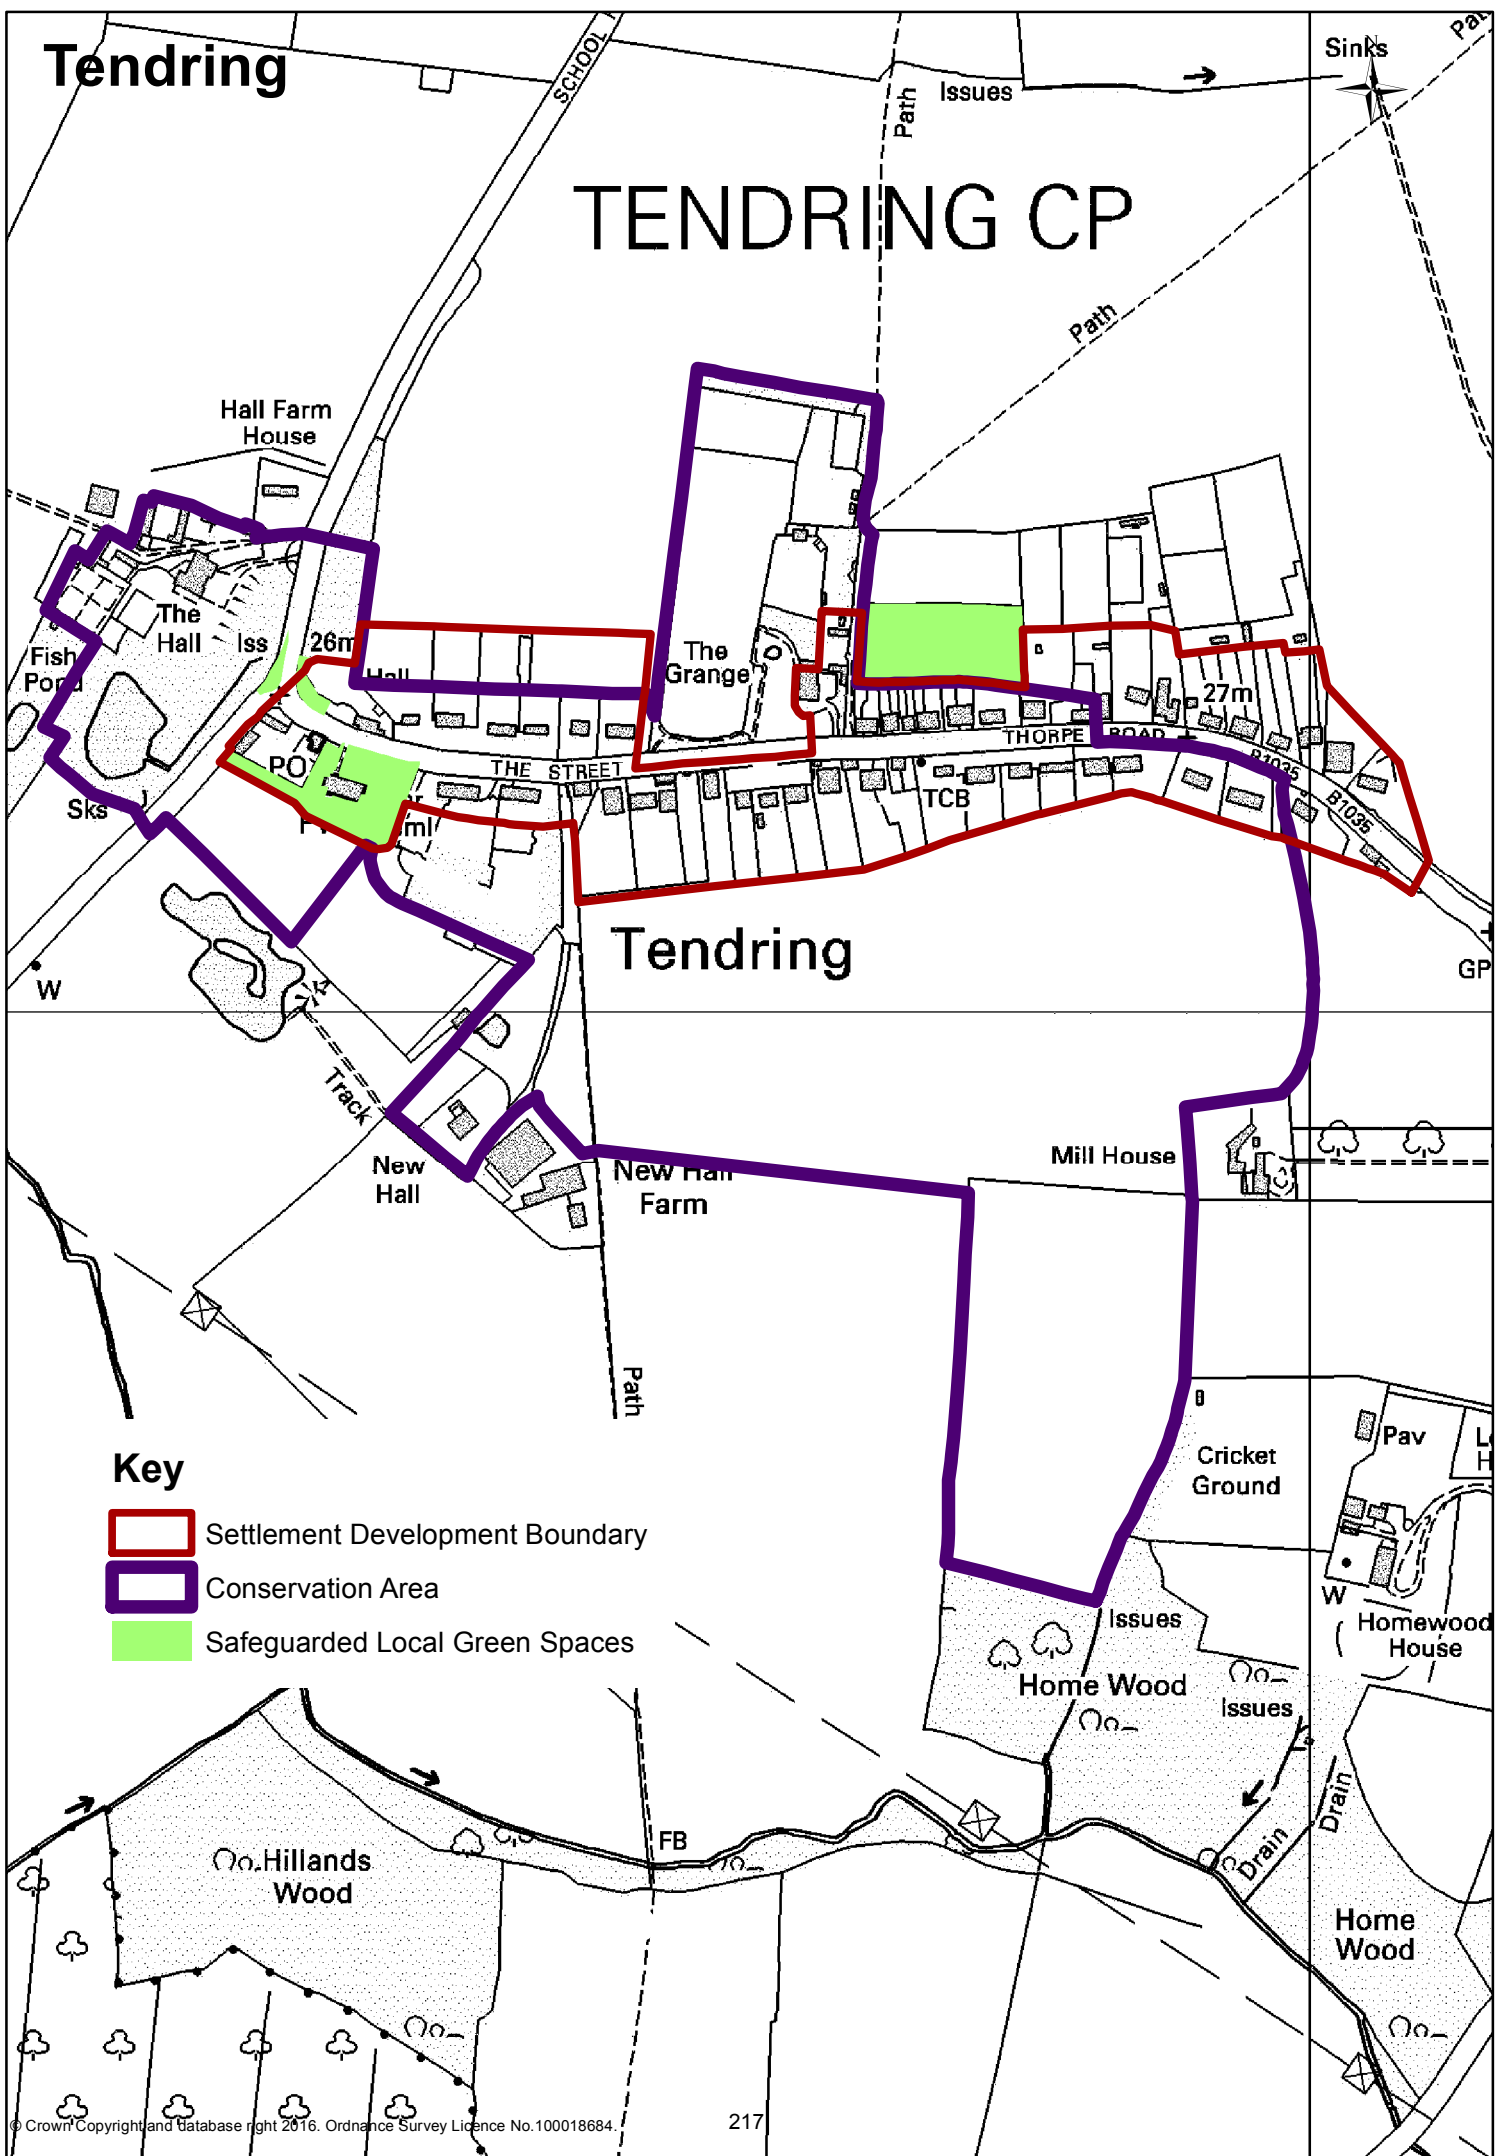 Tendring
SCHOOL
Path
Issues
Sinks
N
TENDRING CP
Path
Hall Farm
House
The
Hall
Iss
26m
Fish
Pond
Hall
The
Grange
27m
THORPE ROAD
B1035
B1035
PO
THE STREET
TCB
Sks
Tendring
W
GP
Track
New
Hall
New Hall
Farm
Mill House
Path
Cricket
Ground
Pav
Key
Settlement Development Boundary
Conservation Area
Safeguarded Local Green Spaces
Issues
W
Homewood
House
Home Wood
Issues
Drain
Drain
FB
Hillands
Wood
Home
Wood
© Crown Copyright and database right 2016. Ordnance Survey Licence No.100018684.
217